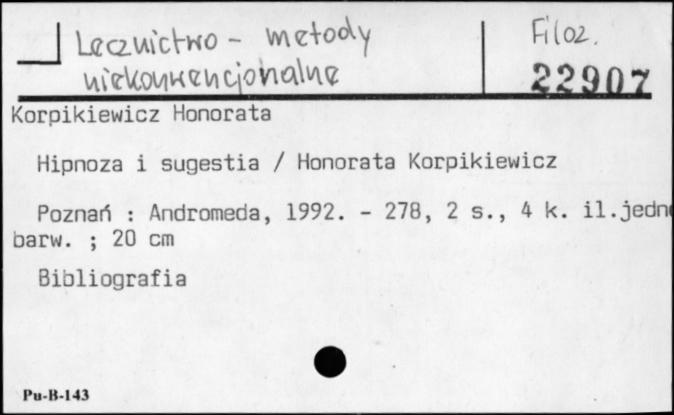 Lecznictwo - metody
niekonwencjonalne
Filoz.
22907
Korpikiewicz Honorata
Hipnoza i sugestia / Honorata Korpikiewicz
Poznań : Andromeda, 1992. - 278, 2 s., 4 k. il.jedno
barw. ; 20 cm
Bibliografia
Pu-B-143